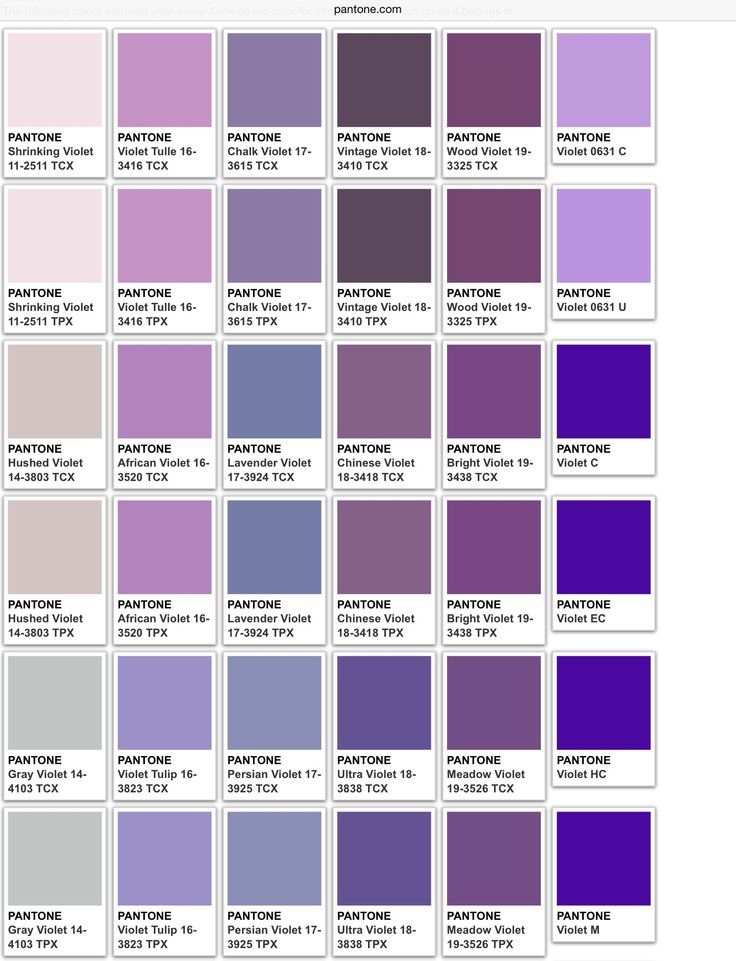 The following colors matched your query. Click on the color for
pantone.com
PANTONE
Shrinking Violet
11-2511 TCX
PANTONE
Violet Tulle 16-
3416 TCX
PANTONE
Chalk Violet 17-
3615 TCX
PANTONE
Vintage Violet 18-
3410 TCX
PANTONE
Wood Violet 19-
3325 TCX
PANTONE
Violet 0631 C
PANTONE
Shrinking Violet
11-2511 TPX
PANTONE
Violet Tulle 16-
3416 TPX
PANTONE
Chalk Violet 17-
3615 TPX
PANTONE
Vintage Violet 18-
3410 TPX
PANTONE
Wood Violet 19-
3325 TPX
PANTONE
Violet 0631 U
PANTONE
Hushed Violet
14-3803 TCX
PANTONE
African Violet 16-
3520 TCX
PANTONE
Lavender Violet
17-3924 TCX
PANTONE
Chinese Violet
18-3418 TCX
PANTONE
Bright Violet 19-
3438 TCX
PANTONE
Violet C
PANTONE
Hushed Violet
14-3803 TPX
PANTONE
African Violet 16-
3520 TPX
PANTONE
Lavender Violet
17-3924 TPX
PANTONE
Chinese Violet
18-3418 TPX
PANTONE
Bright Violet 19-
3438 TPX
PANTONE
Violet EC
PANTONE
Gray Violet 14-
4103 TCX
PANTONE
Violet Tulip 16-
3823 TCX
PANTONE
Persian Violet 17-
3925 TCX
PANTONE
Ultra Violet 18-
3838 TCX
PANTONE
Meadow Violet
19-3526 TCX
PANTONE
Violet HC
PANTONE
Gray Violet 14-
4103 TPX
PANTONE
Violet Tulip 16-
3823 TPX
PANTONE
Persian Violet 17-
3925 TPX
PANTONE
Ultra Violet 18-
3838 TPX
PANTONE
Meadow Violet
19-3526 TPX
PANTONE
Violet M